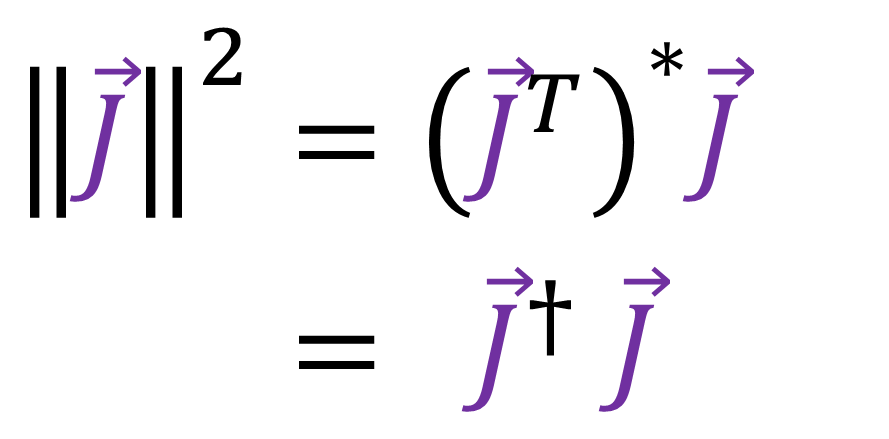 ‖ȷ⃗‖² = (ȷ⃗ᵀ)* ȷ⃗
= ȷ⃗† ȷ⃗